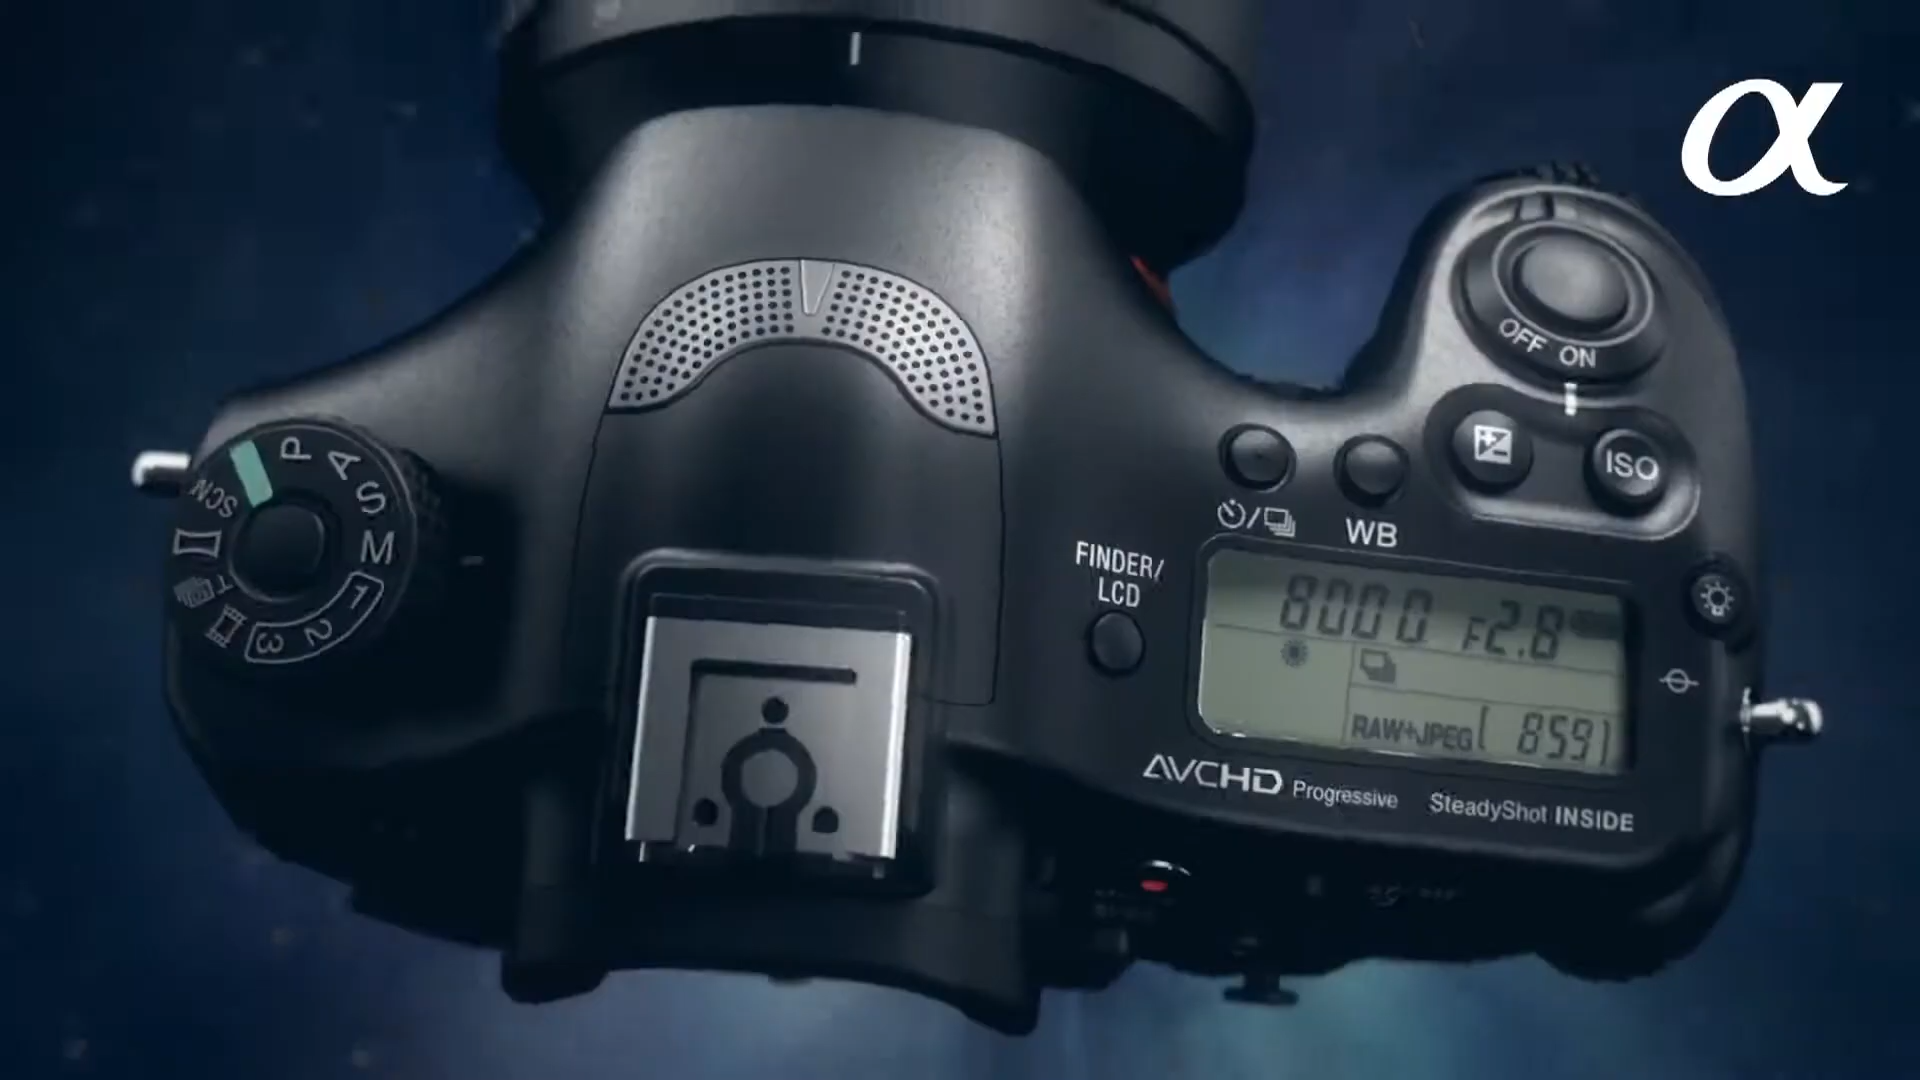 α
OFF ON
P
A
S
M
1
2
3
SCN
ISO
WB
FINDER/
LCD
8000 F2.8
RAW+JPEG[ 859]
AVCHD Progressive SteadyShot INSIDE